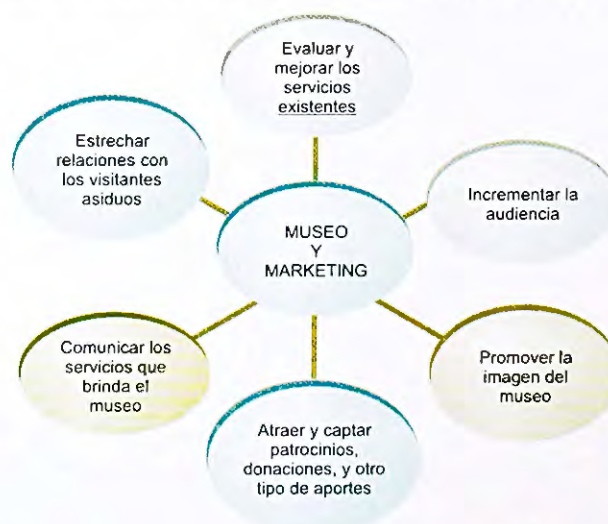 Evaluar y
mejorar los
servicios
existentes
Estrechar
relaciones con
los visitantes
asiduos
Incrementar la
audiencia
MUSEO
Y
MARKETING
Comunicar los
servicios que
brinda el
museo
Promover la
imagen del
museo
Atraer y captar
patrocinios,
donaciones, y otro
tipo de aportes